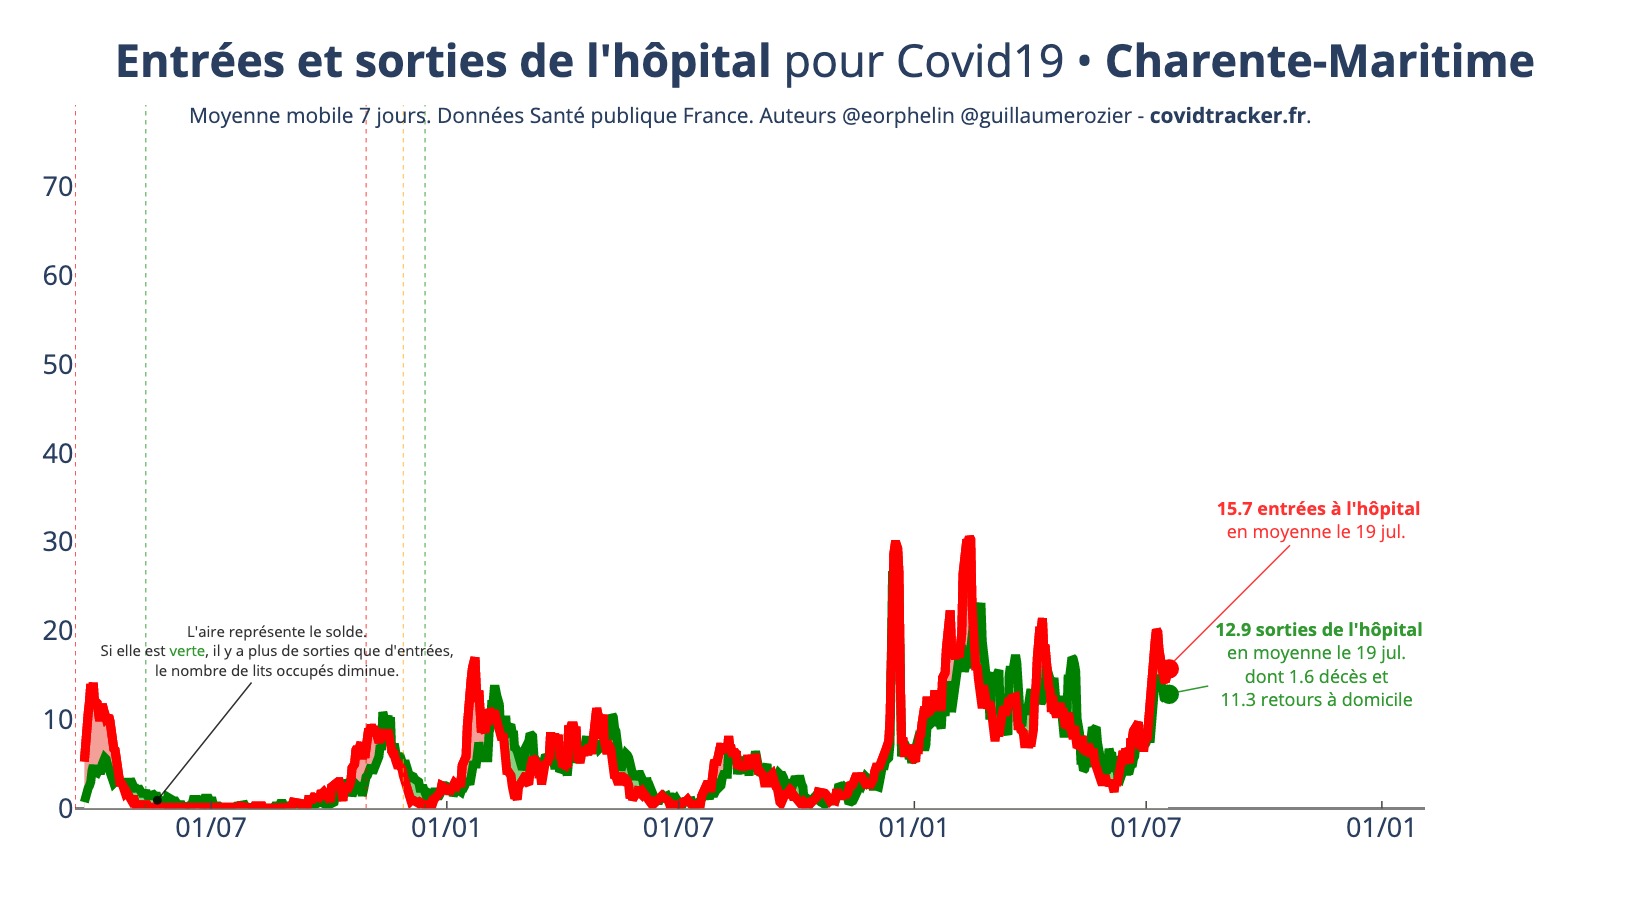 Entrées et sorties de l'hôpital pour Covid19 • Charente-Maritime
Moyenne mobile 7 jours. Données Santé publique France. Auteurs @eorphelin @guillaumerozier - covidtracker.fr.
70
60
50
40
30
20
10
0
L'aire représente le solde.
Si elle est verte, il y a plus de sorties que d'entrées,
le nombre de lits occupés diminue.
15.7 entrées à l'hôpital
en moyenne le 19 jul.
12.9 sorties de l'hôpital
en moyenne le 19 jul.
dont 1.6 décès et
11.3 retours à domicile
01/07
01/01
01/07
01/01
01/07
01/01